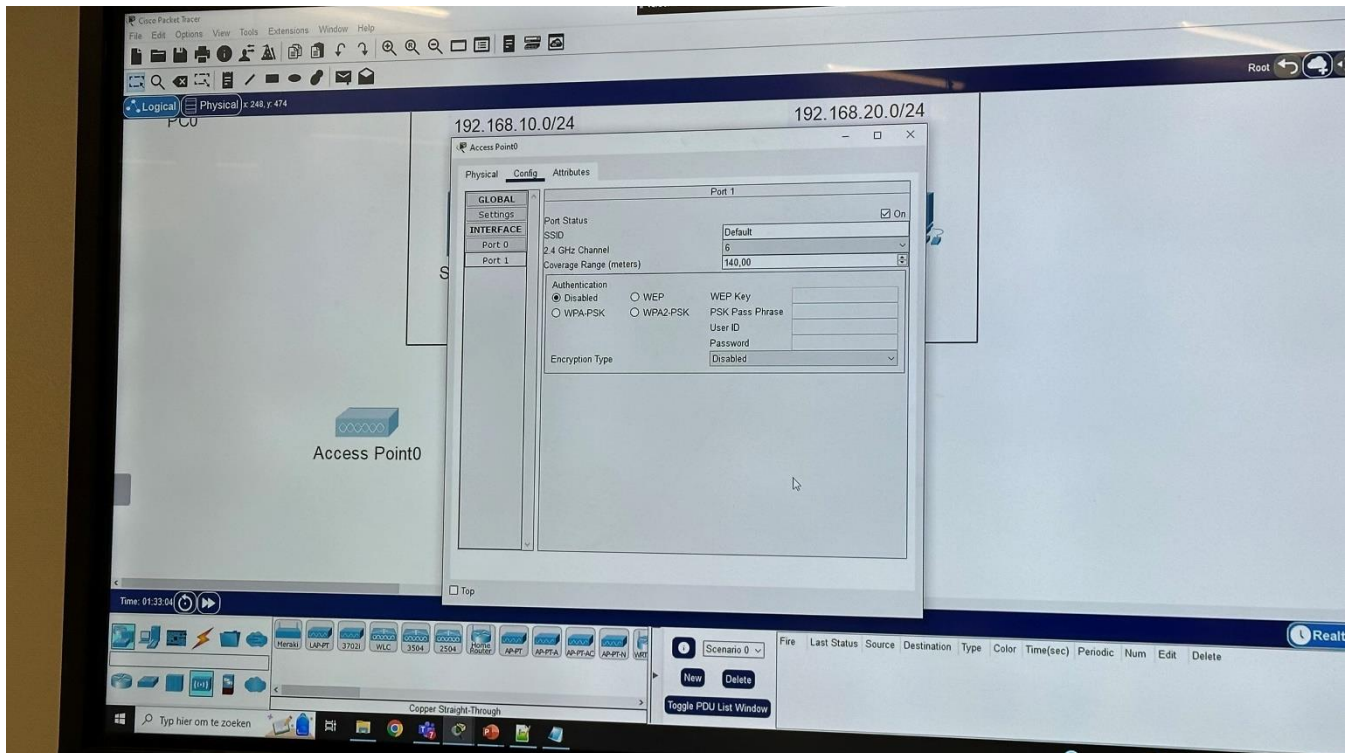 Cisco Packet Tracer
File Edit Options View Tools Extensions Window Help
Root
Logical Physical x: 248, y: 474
PC0
192.168.10.0/24
192.168.20.0/24
Access Point0
Physical Config Attributes
GLOBAL
Settings
INTERFACE
Port 0
Port 1
Port 1
Port Status On
SSID Default
2.4 GHz Channel 6
Coverage Range (meters) 140,00
Authentication
Disabled WEP WEP Key
WPA-PSK WPA2-PSK PSK Pass Phrase
User ID
Password
Encryption Type Disabled
S
Access Point0
Top
Time: 01:33:04
Realt
Meraki LAP-PT 3702I WLC 3504 2504 Home Router AP-PT AP-PT-A AP-PT-AC AP-PT-N WRT
Copper Straight-Through
Scenario 0
New Delete
Toggle PDU List Window
Fire Last Status Source Destination Type Color Time(sec) Periodic Num Edit Delete
Typ hier om te zoeken